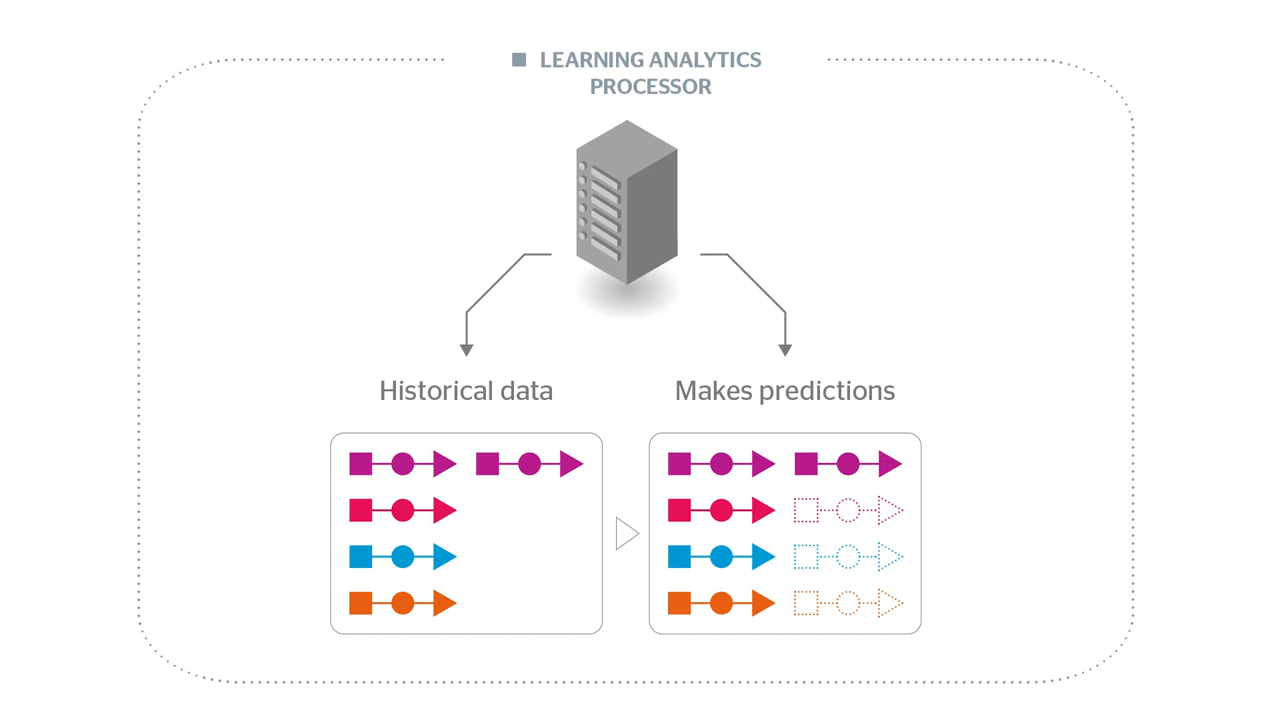 LEARNING ANALYTICS
PROCESSOR
Historical data
Makes predictions